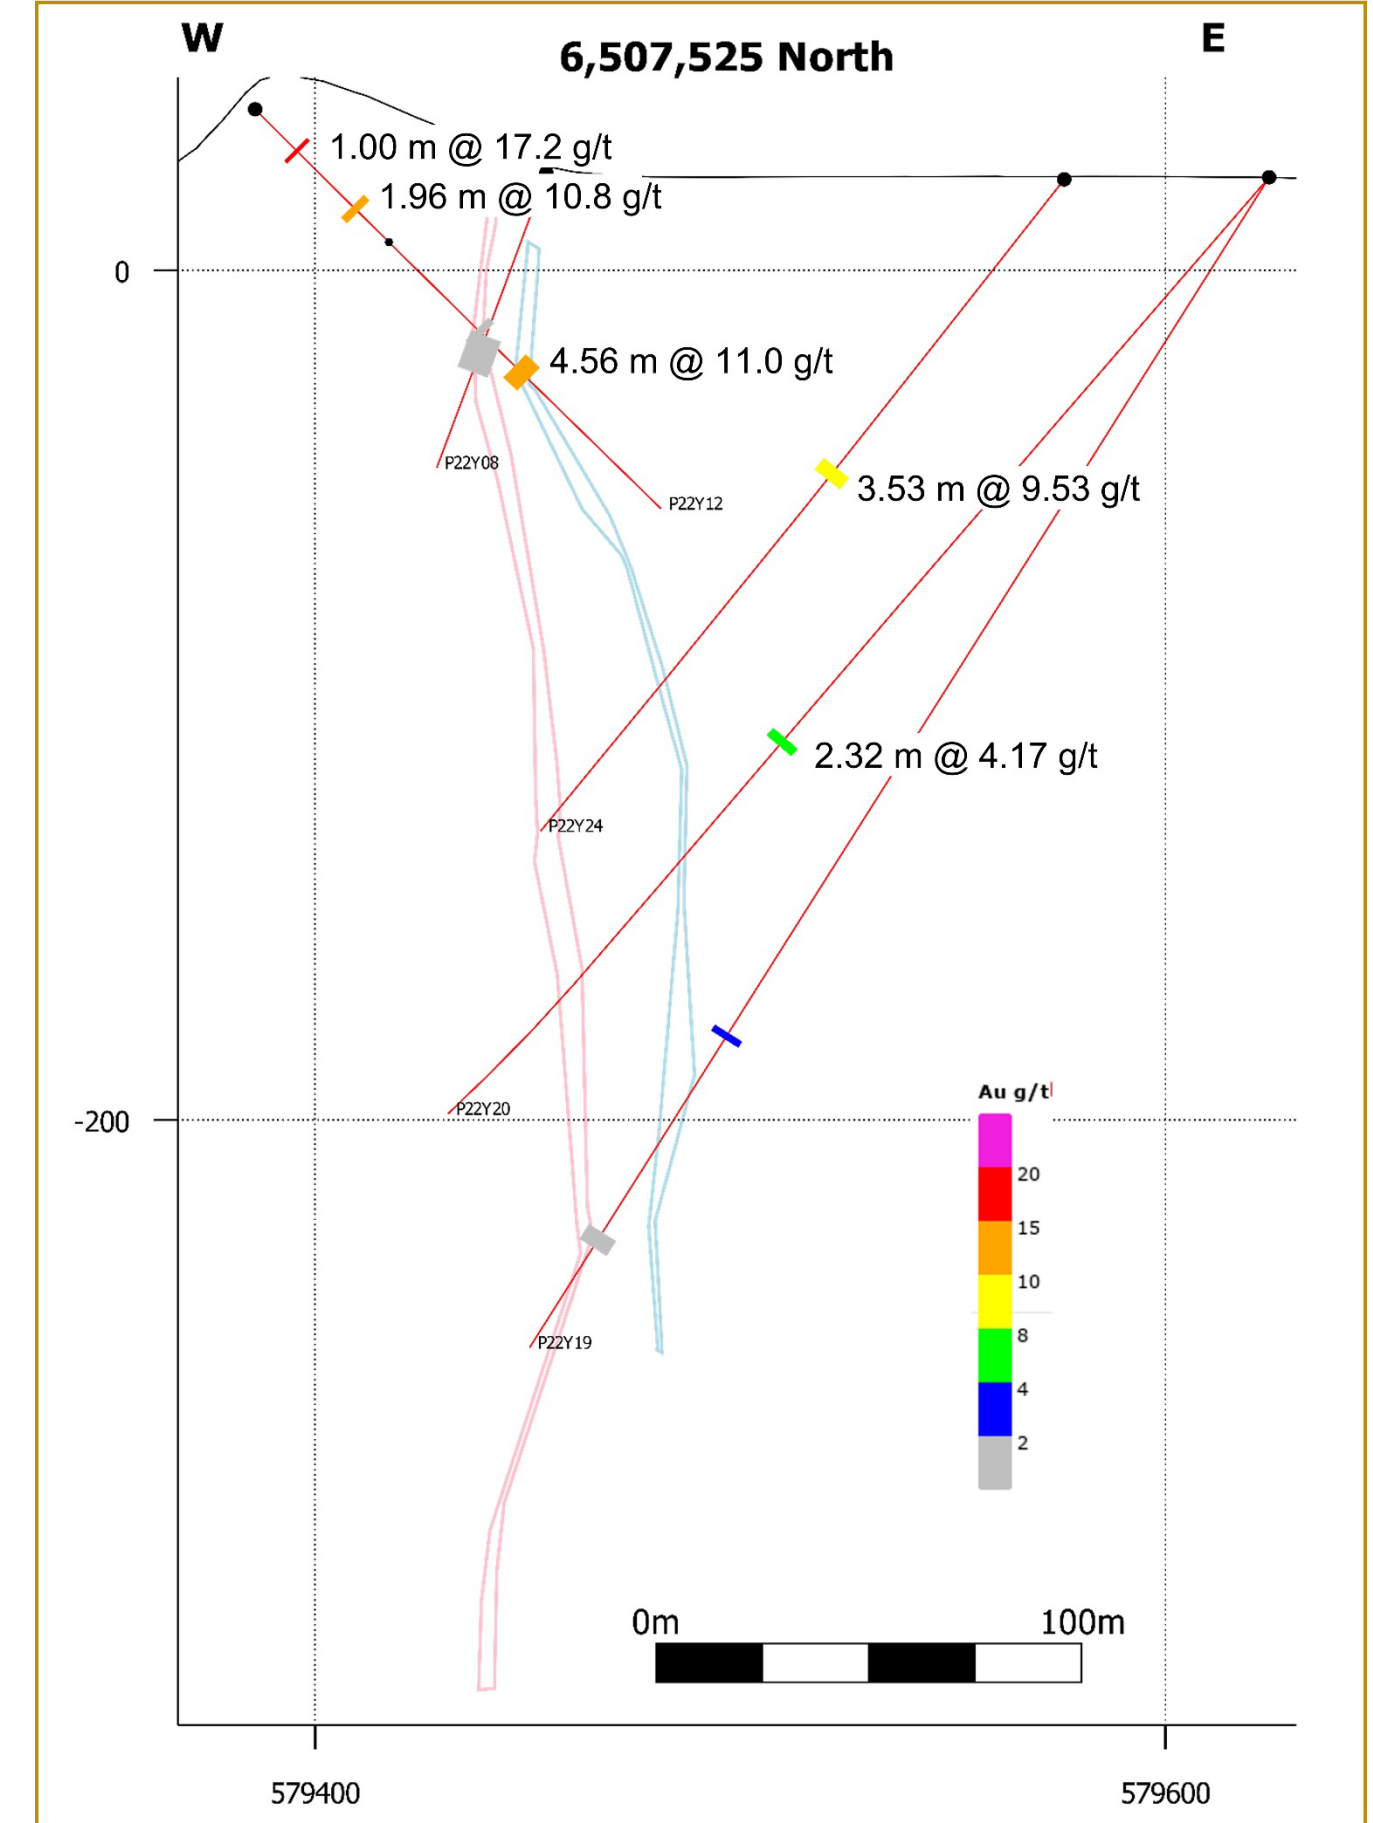 W
E
6,507,525 North
1.00 m @ 17.2 g/t
1.96 m @ 10.8 g/t
0
4.56 m @ 11.0 g/t
P22Y08
P22Y12
3.53 m @ 9.53 g/t
2.32 m @ 4.17 g/t
P22Y24
Au g/t
P22Y20
-200
20
15
10
8
4
2
P22Y19
0m
100m
579400
579600